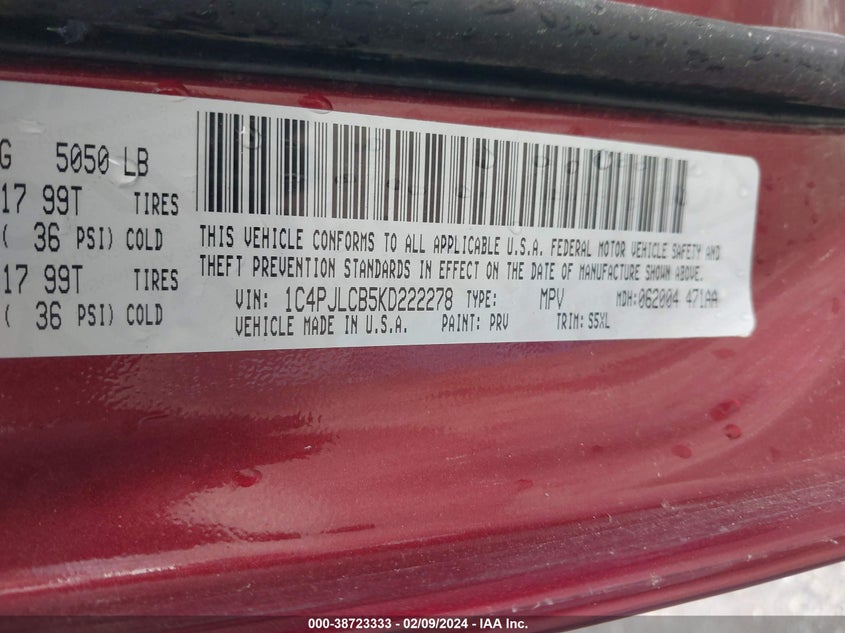 G 5050 LB
17 99T TIRES
( 36 PSI) COLD
17 99T TIRES
( 36 PSI) COLD
THIS VEHICLE CONFORMS TO ALL APPLICABLE U.S.A. FEDERAL MOTOR VEHICLE SAFETY AND
THEFT PREVENTION STANDARDS IN EFFECT ON THE DATE OF MANUFACTURE SHOWN ABOVE.
VIN: 1C4PJLCB5KD222278 TYPE: MPV MDH:062004 471AA
VEHICLE MADE IN U.S.A. PAINT: PRV TRIM: S5XL
000-38723333 - 02/09/2024 - IAA Inc.